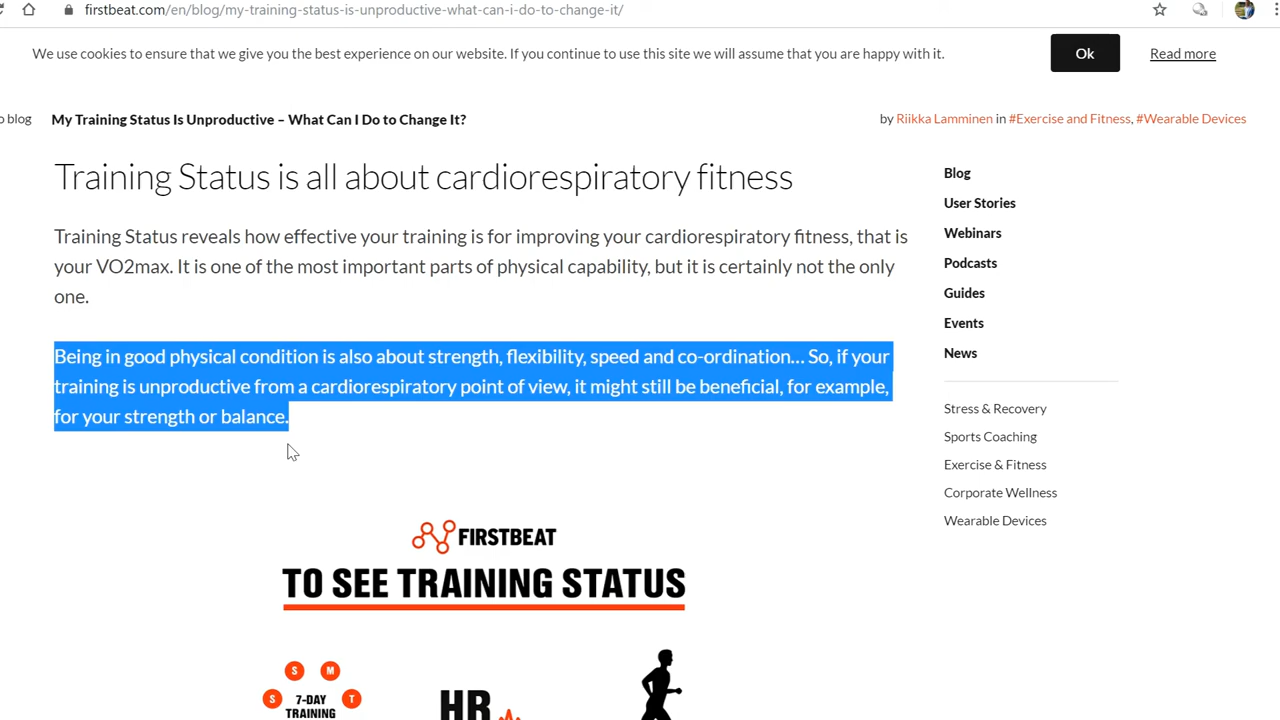 firstbeat.com/en/blog/my-training-status-is-unproductive-what-can-i-do-to-change-it/
We use cookies to ensure that we give you the best experience on our website. If you continue to use this site we will assume that you are happy with it.
Ok
Read more
o blog
My Training Status Is Unproductive – What Can I Do to Change It?
by Riikka Lamminen in #Exercise and Fitness, #Wearable Devices
Training Status is all about cardiorespiratory fitness
Training Status reveals how effective your training is for improving your cardiorespiratory fitness, that is
your VO2max. It is one of the most important parts of physical capability, but it is certainly not the only
one.
Being in good physical condition is also about strength, flexibility, speed and co-ordination… So, if your
training is unproductive from a cardiorespiratory point of view, it might still be beneficial, for example,
for your strength or balance.
Blog
User Stories
Webinars
Podcasts
Guides
Events
News
Stress & Recovery
Sports Coaching
Exercise & Fitness
Corporate Wellness
Wearable Devices
FIRSTBEAT
TO SEE TRAINING STATUS
S M
S 7-DAY T
TRAINING
HR